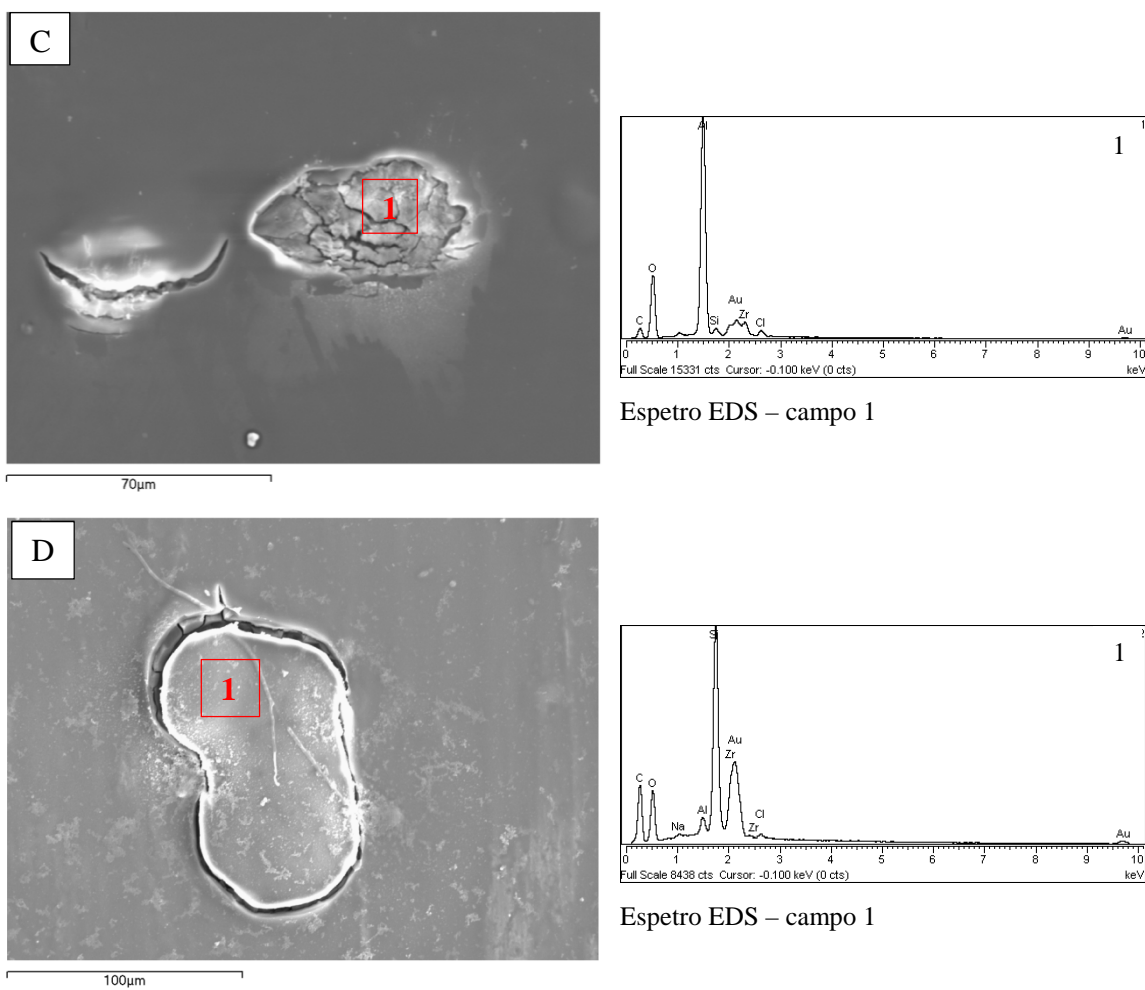 C
1
70µm
1
Al
O
C
Si
Au
Zr
Cl
Au
0 1 2 3 4 5 6 7 8 9 10
Full Scale 15331 cts Cursor: -0.100 keV (0 cts) keV
Espetro EDS – campo 1
D
1
100µm
1
S
Au
Zr
C
O
Al
Na
Cl
Zr
Au
0 1 2 3 4 5 6 7 8 9 10
Full Scale 8438 cts Cursor: -0.100 keV (0 cts) keV
Espetro EDS – campo 1